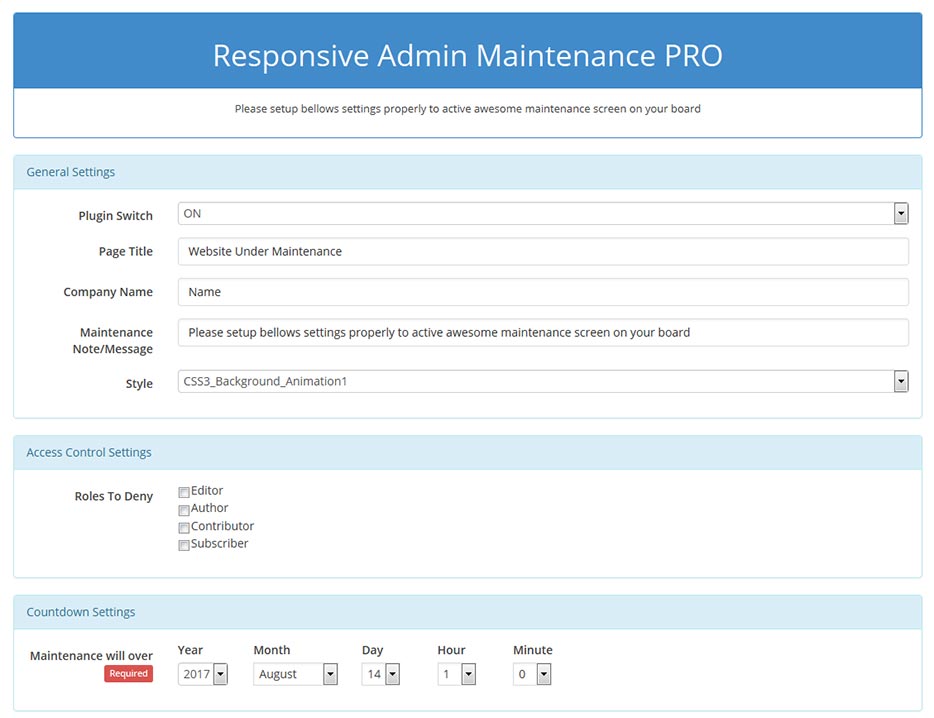 Responsive Admin Maintenance PRO
Please setup bellows settings properly to active awesome maintenance screen on your board
General Settings
Plugin Switch ON
Page Title Website Under Maintenance
Company Name Name
Maintenance Note/Message Please setup bellows settings properly to active awesome maintenance screen on your board
Style CSS3_Background_Animation1
Access Control Settings
Roles To Deny
Editor
Author
Contributor
Subscriber
Countdown Settings
Maintenance will over
Required
Year Month Day Hour Minute
2017 August 14 1 0